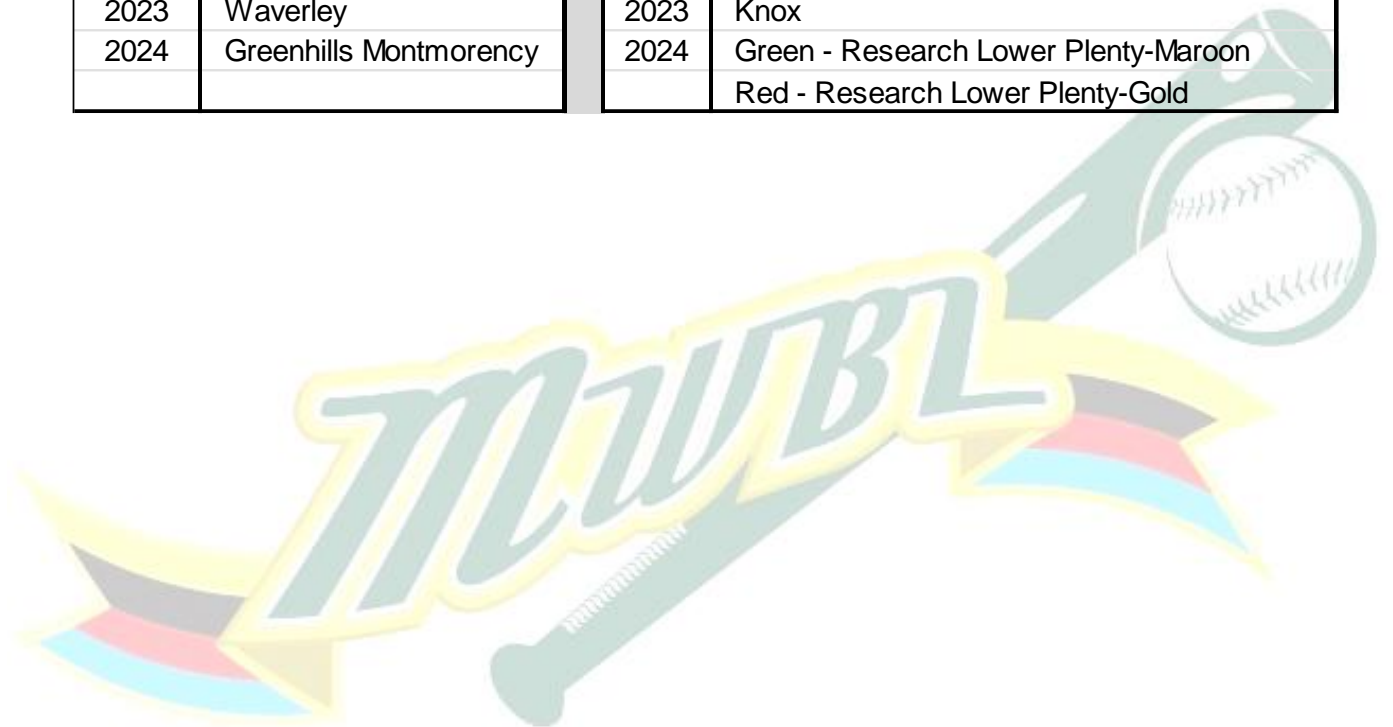 2023 Waverley 2023 Knox
2024 Greenhills Montmorency 2024 Green - Research Lower Plenty-Maroon
Red - Research Lower Plenty-Gold
MWBL